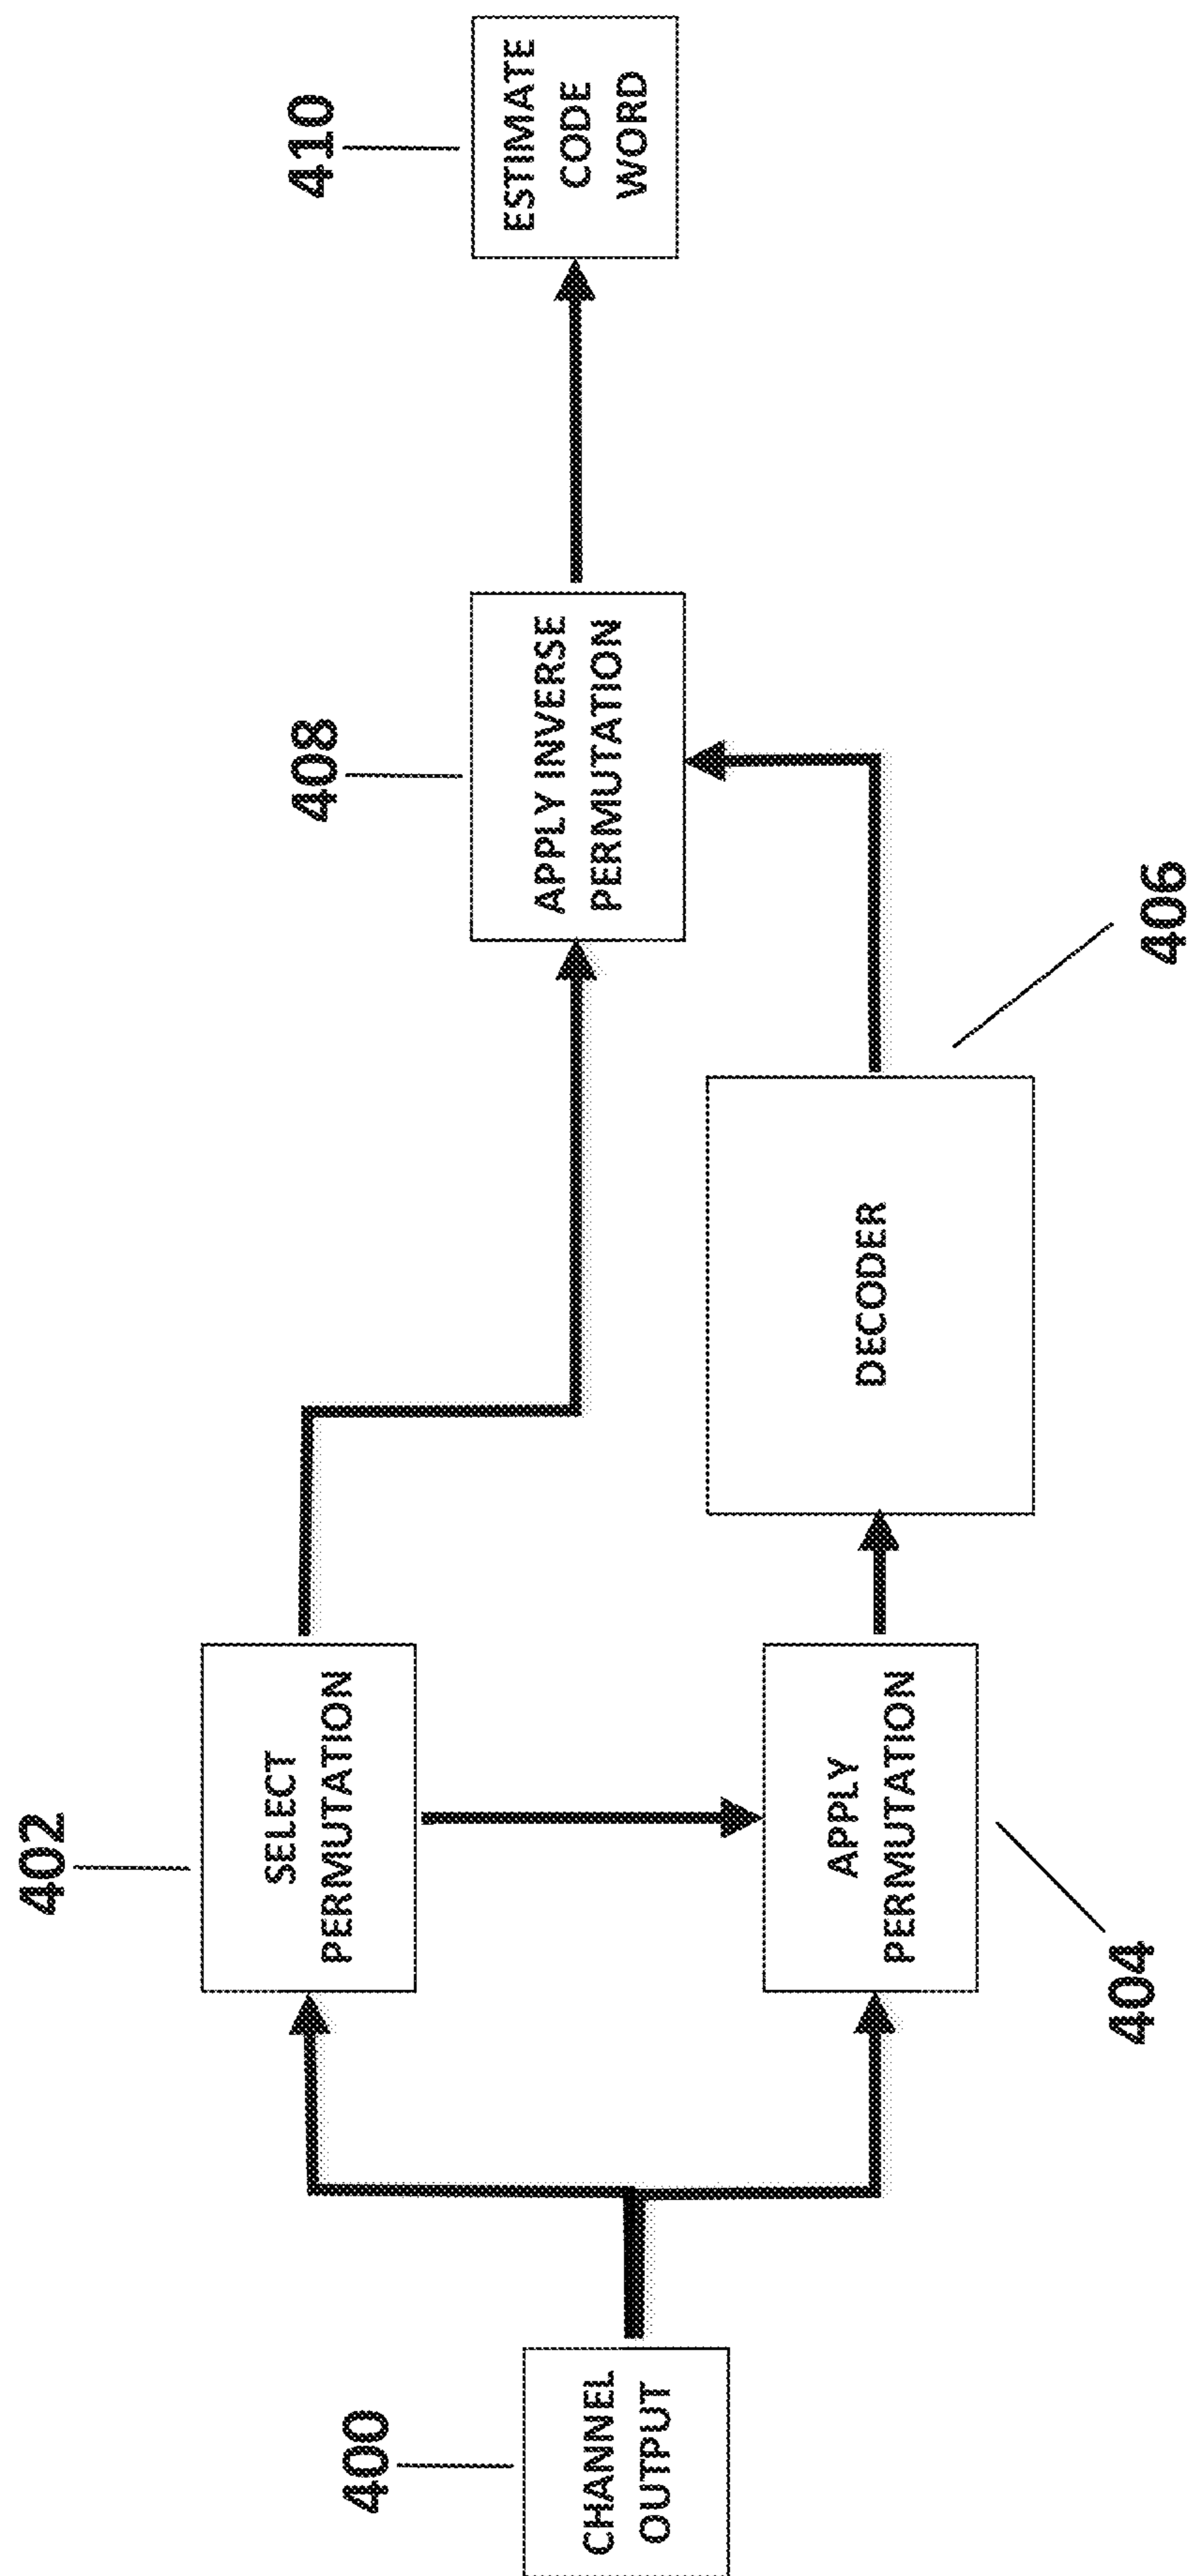 400
CHANNEL
OUTPUT
402
SELECT
PERMUTATION
404
APPLY
PERMUTATION
406
DECODER
408
APPLY INVERSE
PERMUTATION
410
ESTIMATE
CODE
WORD